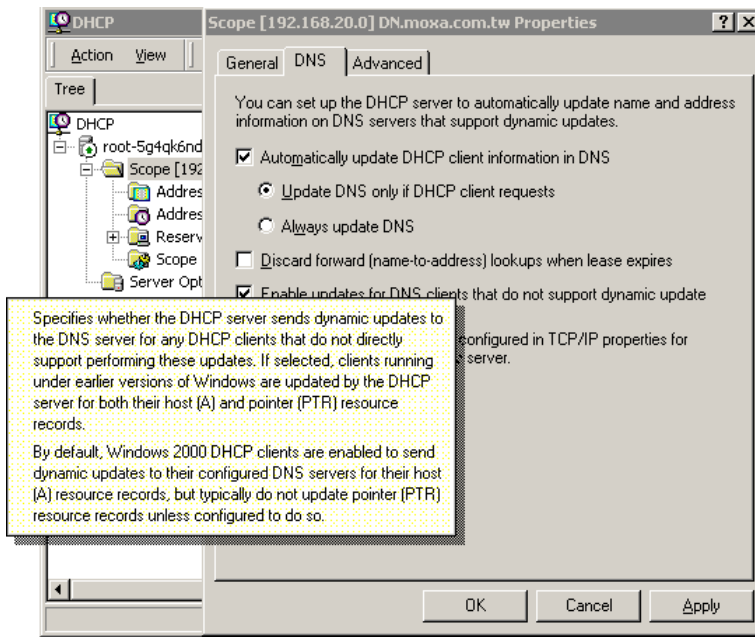 DHCP
Action View
Tree
DHCP
root-5g4qk6nd
Scope [192
Addres
Addres
Reserv
Scope
Server Opt
Scope [192.168.20.0] DN.moxa.com.tw Properties
General DNS Advanced
You can set up the DHCP server to automatically update name and address
information on DNS servers that support dynamic updates.
Automatically update DHCP client information in DNS
Update DNS only if DHCP client requests
Always update DNS
Discard forward (name-to-address) lookups when lease expires
Enable updates for DNS clients that do not support dynamic update
configured in TCP/IP properties for
server.
Specifies whether the DHCP server sends dynamic updates to
the DNS server for any DHCP clients that do not directly
support performing these updates. If selected, clients running
under earlier versions of Windows are updated by the DHCP
server for both their host (A) and pointer (PTR) resource
records.
By default, Windows 2000 DHCP clients are enabled to send
dynamic updates to their configured DNS servers for their host
(A) resource records, but typically do not update pointer (PTR)
resource records unless configured to do so.
OK Cancel Apply